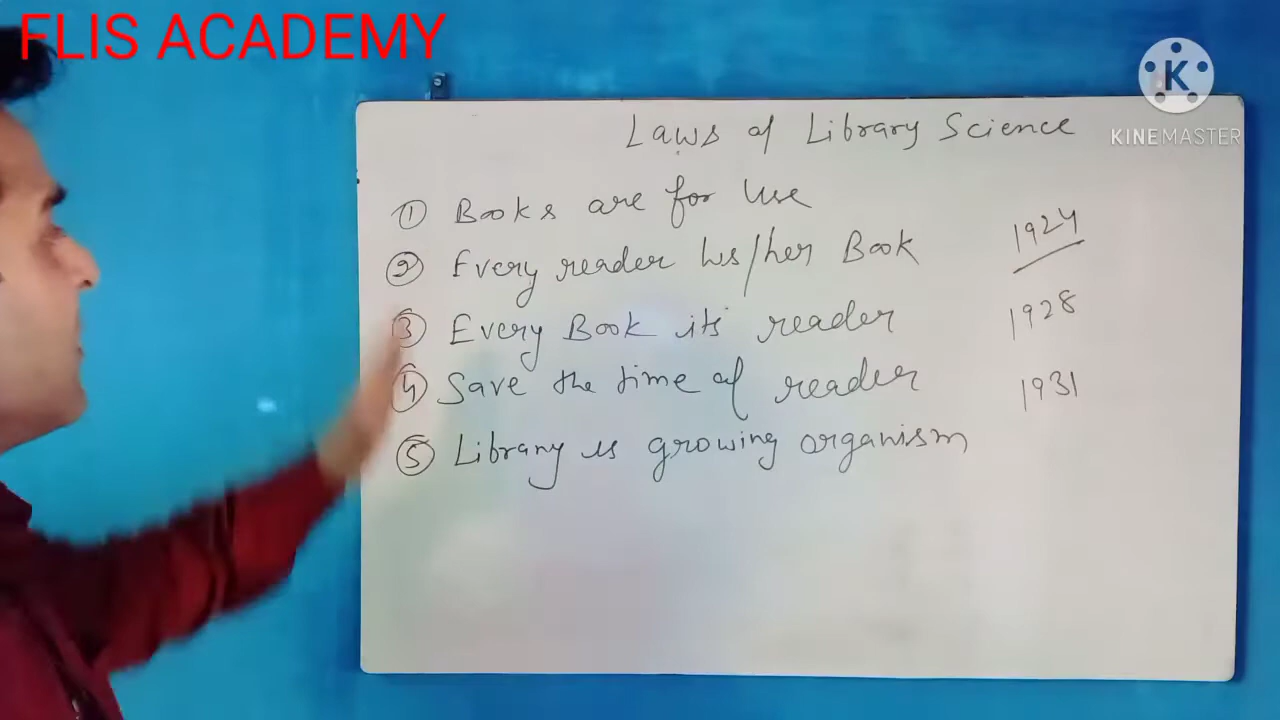 FLIS ACADEMY
K
KINEMASTER
Laws of Library Science
① Books are for Use
② Every reader his/her Book
1924
③ Every Book its reader
1928
④ Save the time of reader
1931
⑤ Library is growing organism